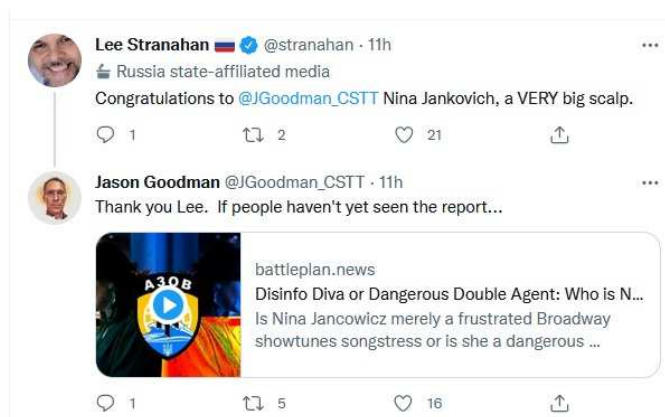 Lee Stranahan @stranahan · 11h
Russia state-affiliated media
Congratulations to @JGoodman_CSTT Nina Jankovich, a VERY big scalp.
1 2 21
Jason Goodman @JGoodman_CSTT · 11h
Thank you Lee. If people haven't yet seen the report...
АЗОВ
battleplan.news
Disinfo Diva or Dangerous Double Agent: Who is N...
Is Nina Jancowicz merely a frustrated Broadway
showtunes songstress or is she a dangerous ...
1 5 16